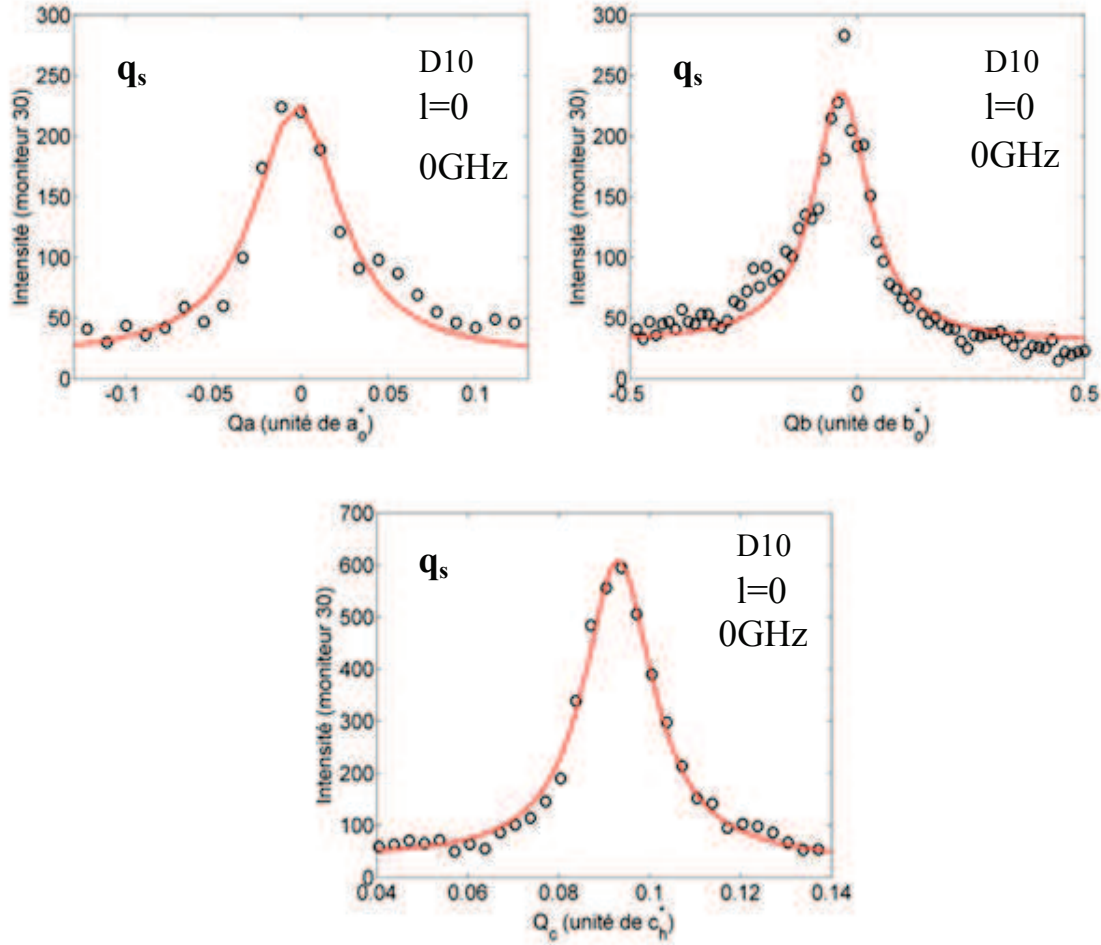 300
250
200
150
100
50
0
-0.1
-0.05
0
0.05
0.1
Intensité (moniteur 30)
Qa (unité de a*o)
qs
D10
l=0
0GHz
300
250
200
150
100
50
0
-0.5
0
0.5
Intensité (moniteur 30)
Qb (unité de b*o)
qs
D10
l=0
0GHz
700
600
500
400
300
200
100
0
0.04
0.06
0.08
0.1
0.12
0.14
Intensité (moniteur 30)
Qc (unité de c*h)
qs
D10
l=0
0GHz